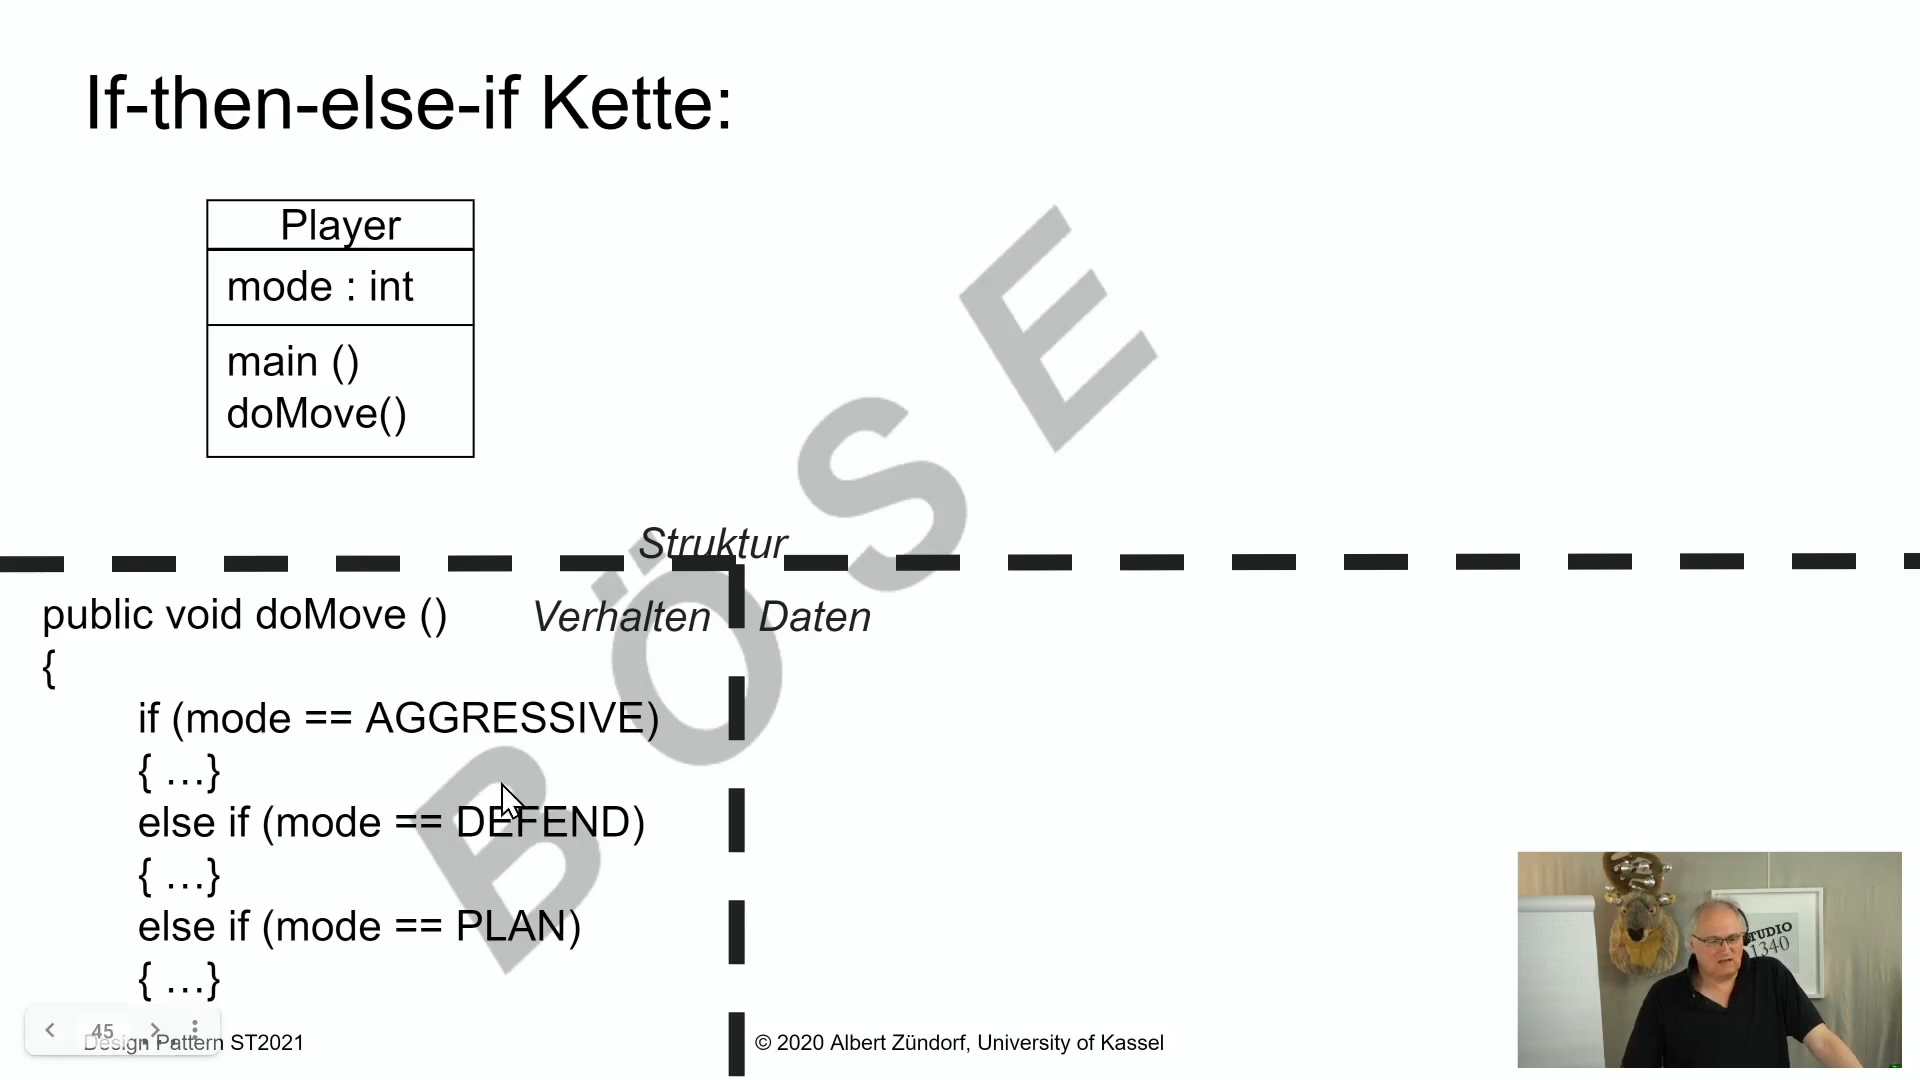 If-then-else-if Kette:
Player
mode : int
main ()
doMove()
BÖSE
Struktur
Verhalten
Daten
public void doMove ()
{
if (mode == AGGRESSIVE)
{ …}
else if (mode == DEFEND)
{ …}
else if (mode == PLAN)
{ …}
45
Design Pattern ST2021
© 2020 Albert Zündorf, University of Kassel
TUDIO
1340